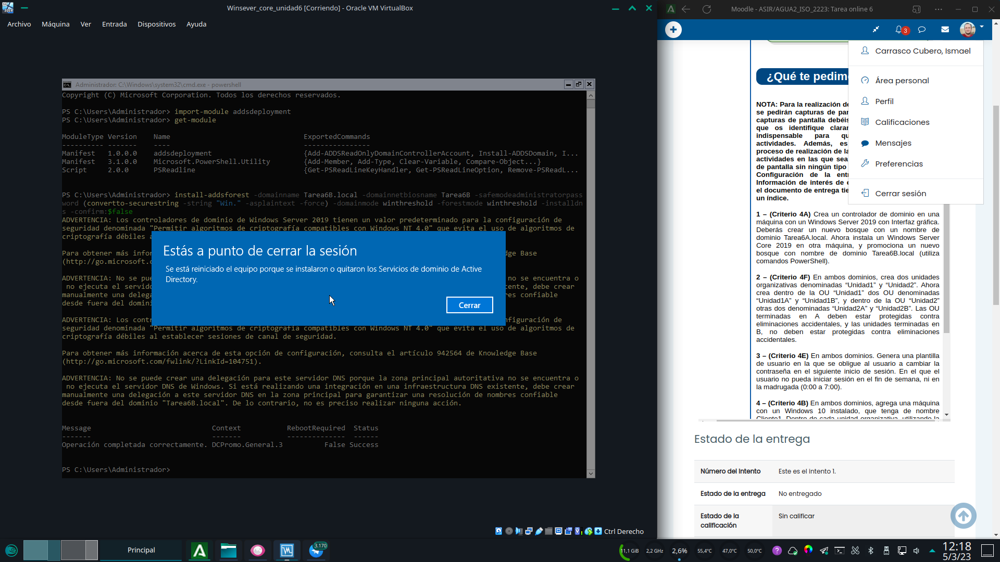 Winsever_core_unidad6 [Corriendo] - Oracle VM VirtualBox
Archivo Máquina Ver Entrada Dispositivos Ayuda
Administrador: C:\Windows\system32\cmd.exe - powershell
Copyright (C) Microsoft Corporation. Todos los derechos reservados.
PS C:\Users\Administrador> import-module addsdeployment
PS C:\Users\Administrador> get-module
ModuleType Version Name ExportedCommands
---------- ------- ---- ----------------
Manifest 1.0.0.0 addsdeployment {Add-ADDSReadOnlyDomainControllerAccount, Install-ADDSDomain, I...
Manifest 3.1.0.0 Microsoft.PowerShell.Utility {Add-Member, Add-Type, Clear-Variable, Compare-Object...}
Script 2.0.0 PSReadline {Get-PSReadLineKeyHandler, Get-PSReadLineOption, Remove-PSReadL...
PS C:\Users\Administrador> install-addsforest -domainname Tarea6B.local -domainnetbiosname Tarea6B -safemodeadministratorpass
word (convertto-securestring -string "Win." -asplaintext -force) -domainmode winthreshold -forestmode winthreshold -installdn
s -confirm:$false
ADVERTENCIA: Los controladores de dominio de Windows Server 2019 tienen un valor predeterminado para la configuración de
seguridad denominada "Permitir algoritmos de criptografía compatibles con Windows NT 4.0" que evita el uso de algoritmos de
criptografía débiles a
Para obtener más infor
dge Base
(http://go.microsoft.c
ADVERTENCIA: No se pue
no se encuentra o
no ejecuta el servido
tente, debe crear
manualmente una delega
res confiable
desde fuera del domini
Estás a punto de cerrar la sesión
Se está reiniciado el equipo porque se instalaron o quitaron los Servicios de dominio de Active
Directory.
Cerrar
ADVERTENCIA: Los contr
nfiguración de
seguridad denominada "Permitir algoritmos de criptografía compatibles con Windows NT 4.0" que evita el uso de algoritmos de
criptografía débiles al establecer sesiones de canal de seguridad.
Para obtener más información acerca de esta opción de configuración, consulta el artículo 942564 de Knowledge Base
(http://go.microsoft.com/fwlink/?LinkId=104751).
ADVERTENCIA: No se puede crear una delegación para este servidor DNS porque la zona principal autoritativa no se encuentra o
no ejecuta el servidor DNS de Windows. Si está realizando una integración en una infraestructura DNS existente, debe crear
manualmente una delegación a este servidor DNS en la zona principal para garantizar una resolución de nombres confiable
desde fuera del dominio "Tarea6B.local". De lo contrario, no es preciso realizar ninguna acción.
Message Context RebootRequired Status
------- ------- -------------- ------
Operación completada correctamente. DCPromo.General.3 False Success
PS C:\Users\Administrador>
Ctrl Derecho
Moodle - ASIR/AGUA2_ISO_2223: Tarea online 6
3
Carrasco Cubero, Ismael
Área personal
Perfil
Calificaciones
Mensajes
Preferencias
Cerrar sesión
¿Qué te pedim
NOTA: Para la realización de
se pedirán capturas de pan
capturas de pantalla debéis
que os identifique claram
indispensable para qu
actividades. Además, es
proceso de realización de la
actividades en las que sea
de pantalla sin ningún tipo
Configuración de la entr
Información de interés de e
el documento de entrega tie
un índice.
1 – (Criterio 4A) Crea un controlador de dominio en una
máquina con un Windows Server 2019 con Interfaz gráfica.
Deberás crear un nuevo bosque con un nombre de
dominio Tarea6A.local. Ahora instala un Windows Server
Core 2019 en otra máquina, y promociona un nuevo
bosque con nombre de dominio Tarea6B.local (utiliza
comandos PowerShell).
2 – (Criterio 4F) En ambos dominios, crea dos unidades
organizativas denominadas “Unidad1” y “Unidad2”. Ahora
crea dentro de la OU “Unidad1” dos OU denominadas
“Unidad1A” y “Unidad1B”, y dentro de la OU “Unidad2”
otras dos denominadas “Unidad2A” y “Unidad2B”. Las OU
terminadas en A deben estar protegidas contra
eliminaciones accidentales, y las unidades terminadas en
B, no deben estar protegidas contra eliminaciones
accidentales.
3 – (Criterio 4E) En ambos dominios. Genera una plantilla
de usuario en la que se obligue al usuario a cambiar la
contraseña en el siguiente inicio de sesión. En el que el
usuario no pueda iniciar sesión en el fin de semana, ni en
la madrugada (0:00 a 7:00).
4 – (Criterio 4B) En ambos dominios, agrega una máquina
con un Windows 10 instalado, que tenga de nombre
Cliente1. Dentro de cada unidad organizativa, utilizando la
Estado de la entrega
Número del intento Este es el intento 1.
Estado de la entrega No entregado
Estado de la calificación Sin calificar
Principal
3.170
11,1 GiB
2,2 GHz
2,6%
55,4°C
47,0°C
50,0°C
12:18
5/3/23